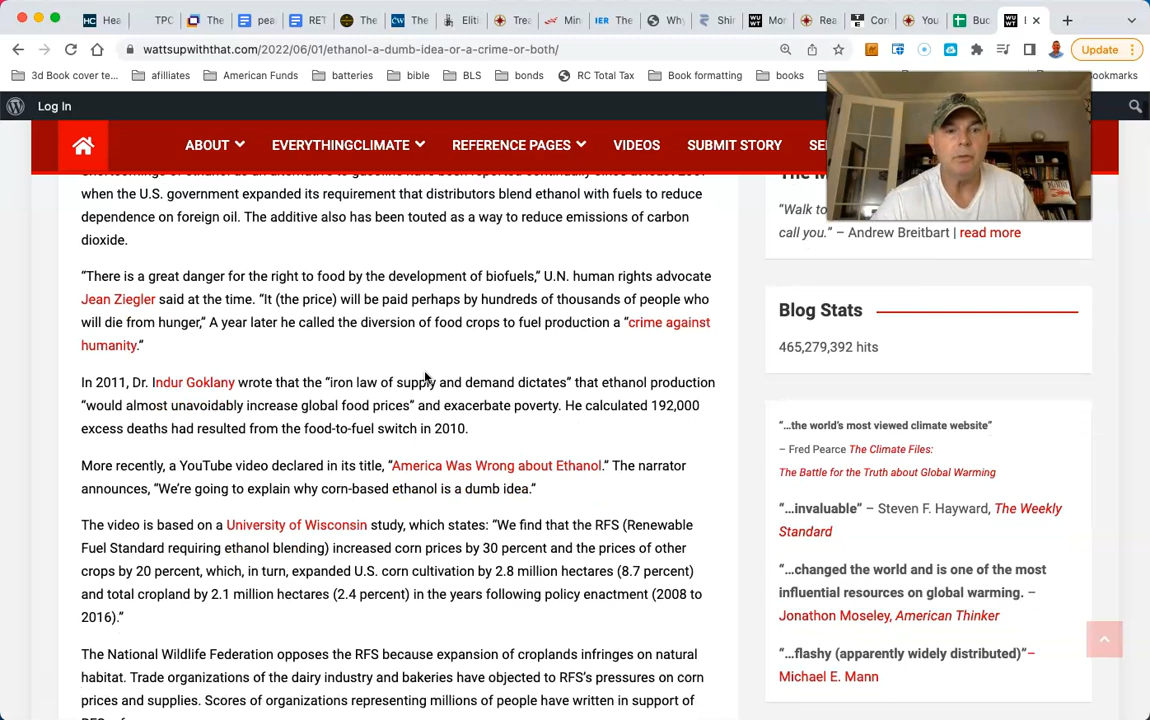 Hea
TPC
The
pea
RET
The
The
Eliti
Trea
Min
The
Why
Shi
Mor
Rea
Cor
You
Buc
wattsupwiththat.com/2022/06/01/ethanol-a-dumb-idea-or-a-crime-or-both/
Update
3d Book cover te...
afilliates
American Funds
batteries
bible
BLS
bonds
RC Total Tax
Book formatting
books
okmarks
Log In
ABOUT
EVERYTHINGCLIMATE
REFERENCE PAGES
VIDEOS
SUBMIT STORY
SE
when the U.S. government expanded its requirement that distributors blend ethanol with fuels to reduce
dependence on foreign oil. The additive also has been touted as a way to reduce emissions of carbon
dioxide.
“There is a great danger for the right to food by the development of biofuels,” U.N. human rights advocate
Jean Ziegler said at the time. “It (the price) will be paid perhaps by hundreds of thousands of people who
will die from hunger,” A year later he called the diversion of food crops to fuel production a “crime against
humanity.”
In 2011, Dr. Indur Goklany wrote that the “iron law of supply and demand dictates” that ethanol production
“would almost unavoidably increase global food prices” and exacerbate poverty. He calculated 192,000
excess deaths had resulted from the food-to-fuel switch in 2010.
More recently, a YouTube video declared in its title, “America Was Wrong about Ethanol.” The narrator
announces, “We’re going to explain why corn-based ethanol is a dumb idea.”
The video is based on a University of Wisconsin study, which states: “We find that the RFS (Renewable
Fuel Standard requiring ethanol blending) increased corn prices by 30 percent and the prices of other
crops by 20 percent, which, in turn, expanded U.S. corn cultivation by 2.8 million hectares (8.7 percent)
and total cropland by 2.1 million hectares (2.4 percent) in the years following policy enactment (2008 to
2016).”
The National Wildlife Federation opposes the RFS because expansion of croplands infringes on natural
habitat. Trade organizations of the dairy industry and bakeries have objected to RFS’s pressures on corn
prices and supplies. Scores of organizations representing millions of people have written in support of
“Walk to
call you.” – Andrew Breitbart | read more
Blog Stats
465,279,392 hits
“...the world’s most viewed climate website”
– Fred Pearce The Climate Files:
The Battle for the Truth about Global Warming
“...invaluable” – Steven F. Hayward, The Weekly
Standard
“...changed the world and is one of the most
influential resources on global warming. –
Jonathon Moseley, American Thinker
“...flashy (apparently widely distributed)”–
Michael E. Mann